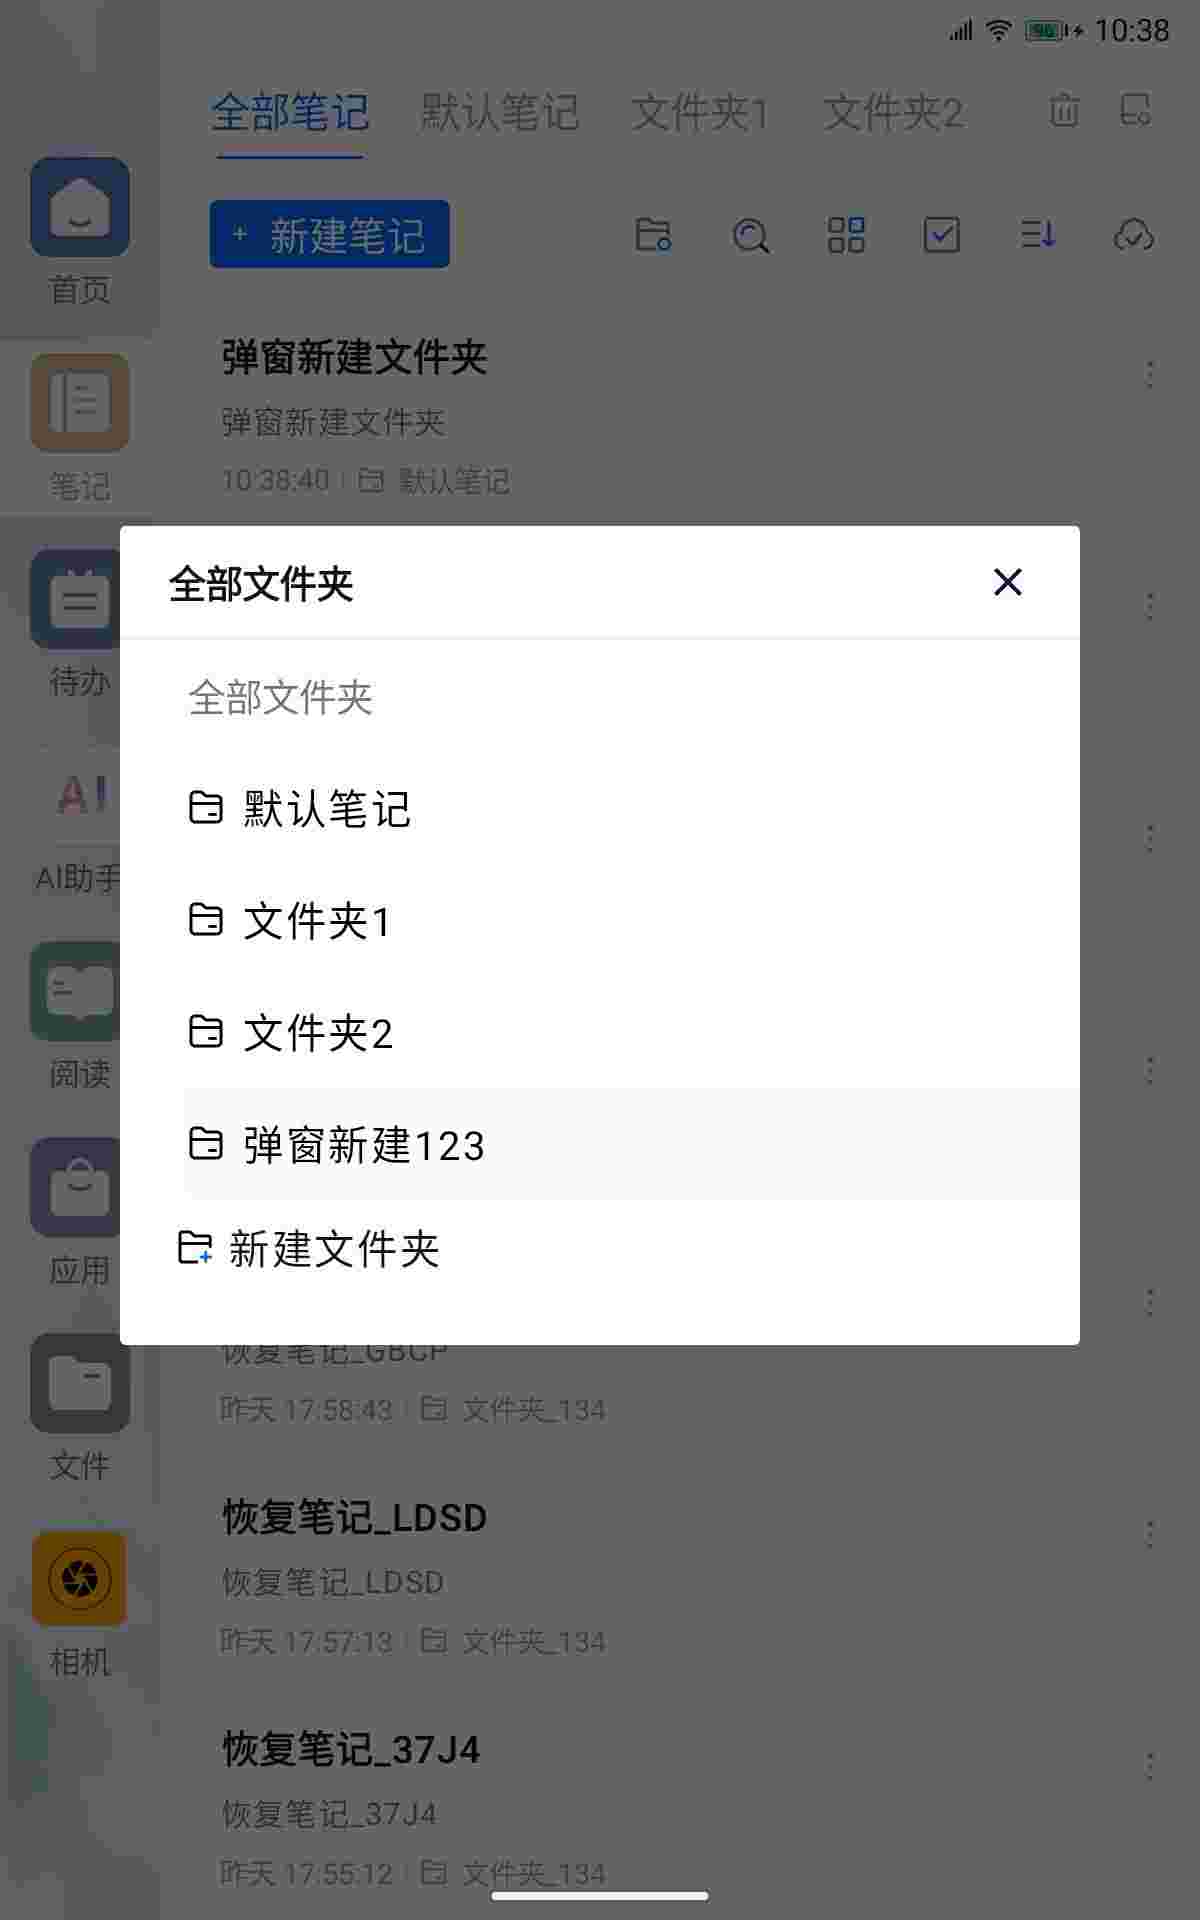 10:38
全部笔记 默认笔记 文件夹1 文件夹2
+ 新建笔记
首页
弹窗新建文件夹
弹窗新建文件夹
10:38:40 默认笔记
笔记
全部文件夹
全部文件夹
默认笔记
文件夹1
文件夹2
弹窗新建123
新建文件夹
待办
AI
AI助手
阅读
应用
文件
相机
恢复笔记_GBCP
昨天 17:58:43 文件夹_134
恢复笔记_LDSD
恢复笔记_LDSD
昨天 17:57:13 文件夹_134
恢复笔记_37J4
恢复笔记_37J4
昨天 17:55:12 文件夹_134